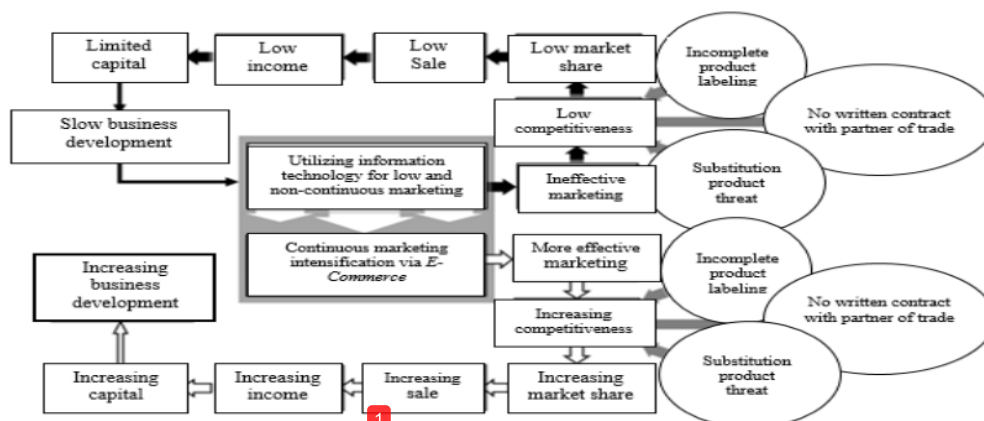 Limited
capital
Low
income
Low
Sale
Low market
share
Incomplete
product
labeling
Slow business
development
Low
competitiveness
No written contract
with partner of trade
Utilizing information
technology for low and
non-continuous marketing
Ineffective
marketing
Substitution
product
threat
Continuous marketing
intensification via E-
Commerce
More effective
marketing
Incomplete
product
labeling
Increasing
business
development
Increasing
competitiveness
No written contract
with partner of trade
Increasing
capital
Increasing
income
Increasing
sale
Increasing
market share
Substitution
product
threat
1